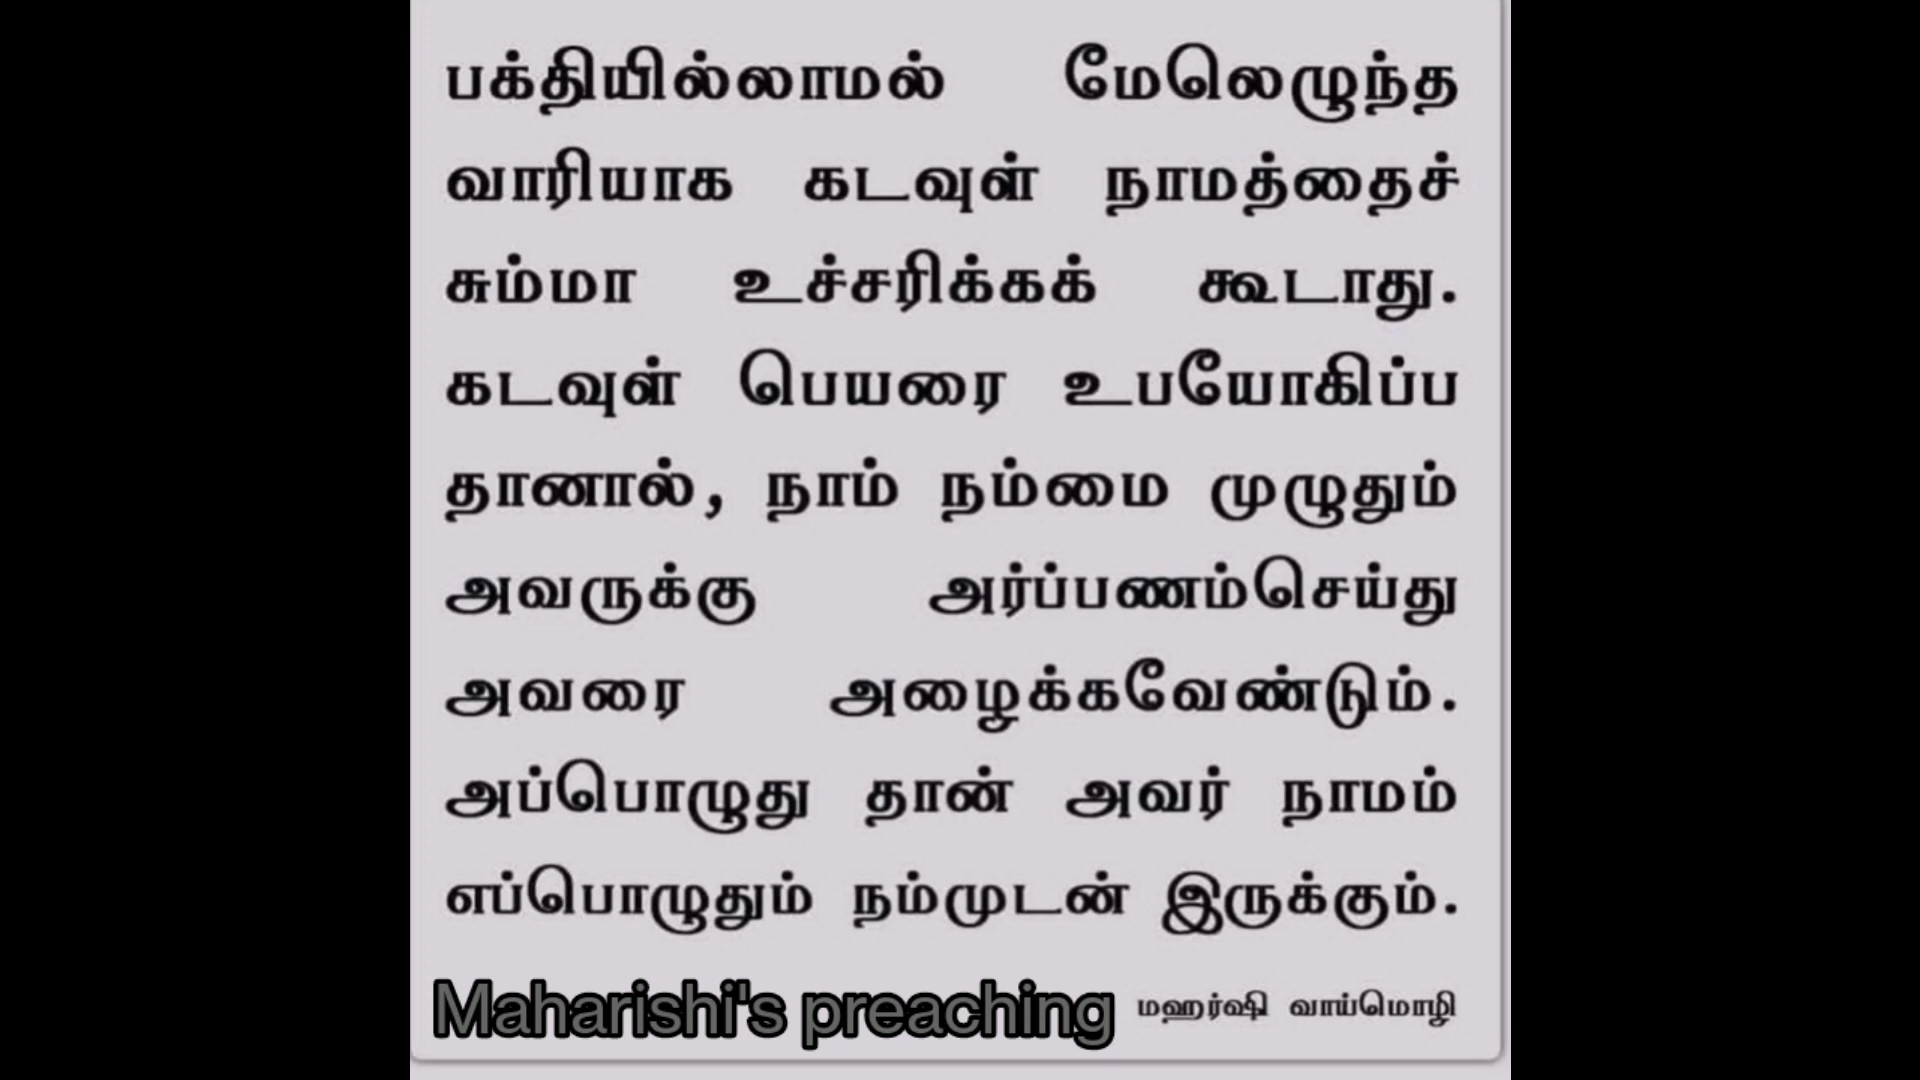 பக்தியில்லாமல் மேலெழுந்த
வாரியாக கடவுள் நாமத்தைச்
சும்மா உச்சரிக்கக் கூடாது.
கடவுள் பெயரை உபயோகிப்ப
தானால், நாம் நம்மை முழுதும்
அவருக்கு அர்ப்பணம்செய்து
அவரை அழைக்கவேண்டும்.
அப்பொழுது தான் அவர் நாமம்
எப்பொழுதும் நம்முடன் இருக்கும்.
Maharishi's preaching மஹர்ஷி வாய்மொழி